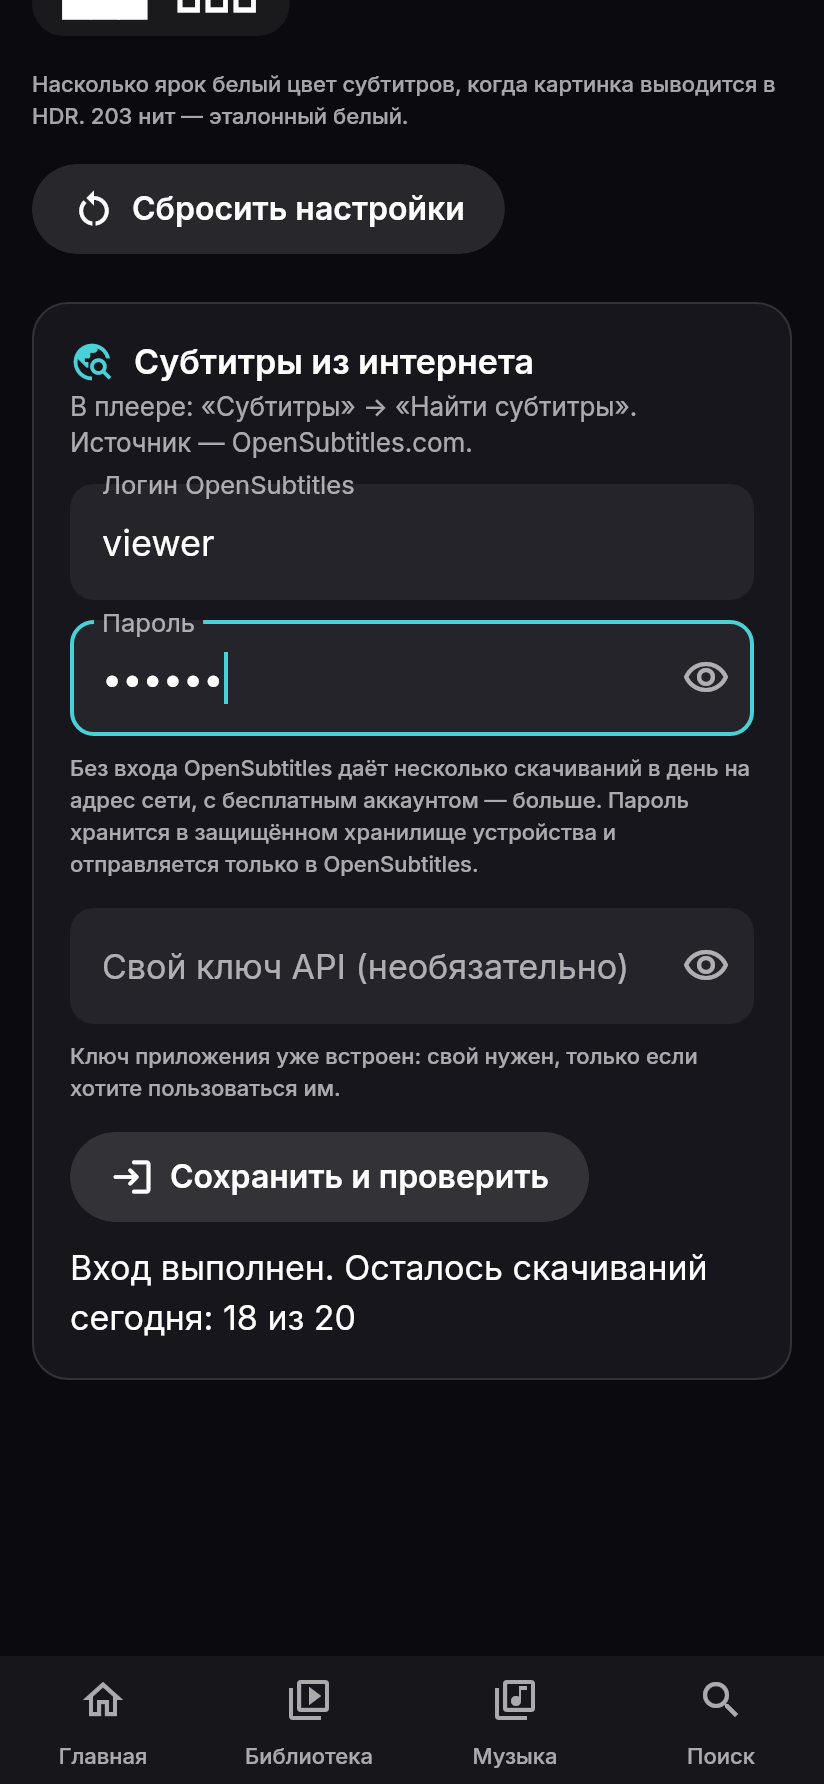 Насколько ярок белый цвет субтитров, когда картинка выводится в
HDR. 203 нит — эталонный белый.
Сбросить настройки
Субтитры из интернета
В плеере: «Субтитры» → «Найти субтитры».
Источник — OpenSubtitles.com.
Логин OpenSubtitles
viewer
Пароль
••••••
Без входа OpenSubtitles даёт несколько скачиваний в день на
адрес сети, с бесплатным аккаунтом — больше. Пароль
хранится в защищённом хранилище устройства и
отправляется только в OpenSubtitles.
Свой ключ API (необязательно)
Ключ приложения уже встроен: свой нужен, только если
хотите пользоваться им.
Сохранить и проверить
Вход выполнен. Осталось скачиваний
сегодня: 18 из 20
Главная
Библиотека
Музыка
Поиск